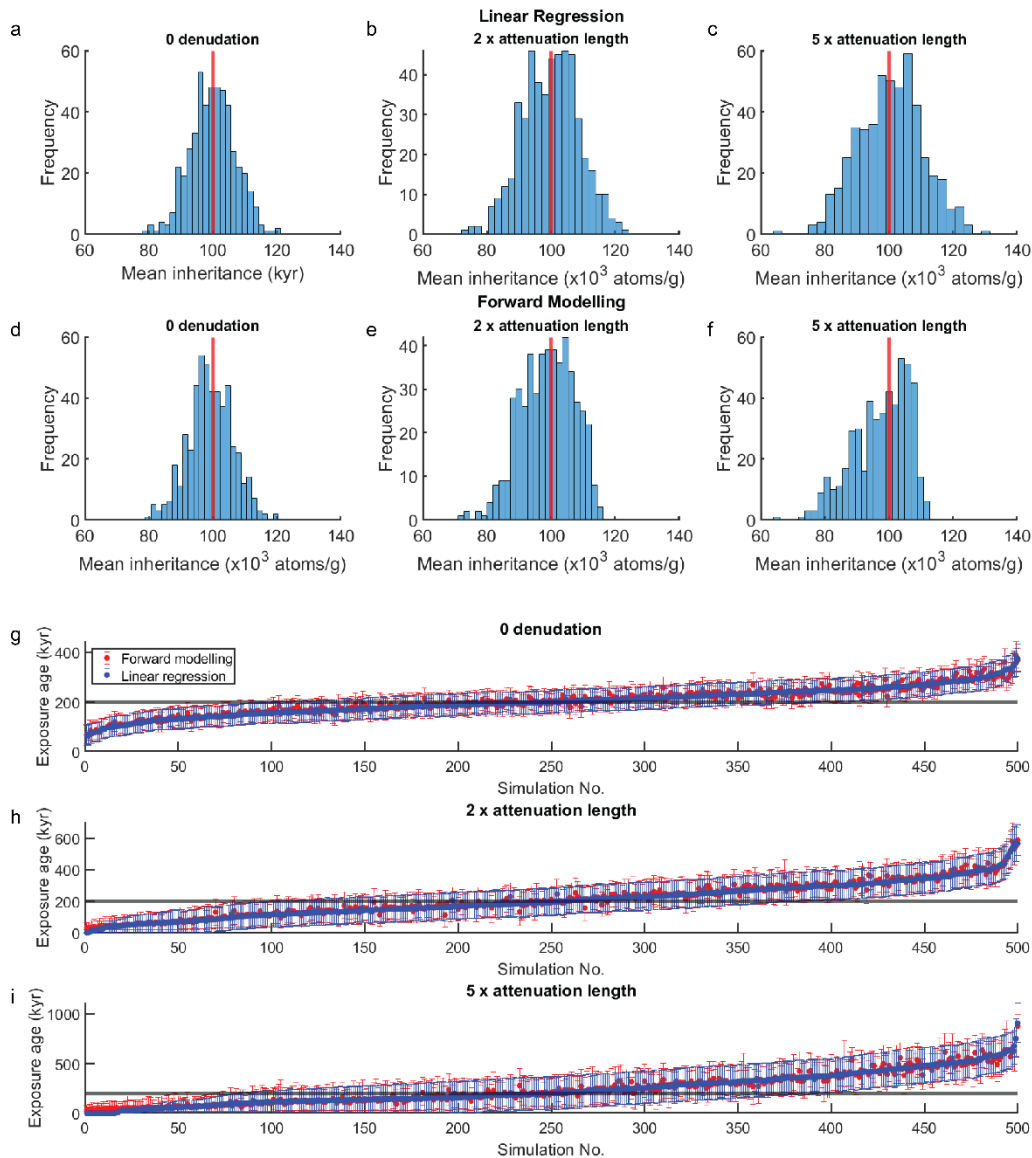 Linear Regression
a
0 denudation
60
40
20
0
Frequency
60 80 100 120 140
Mean inheritance (kyr)
b
2 x attenuation length
40
30
20
10
0
Frequency
60 80 100 120 140
Mean inheritance (x10³ atoms/g)
c
5 x attenuation length
60
40
20
0
Frequency
60 80 100 120 140
Mean inheritance (x10³ atoms/g)
Forward Modelling
d
0 denudation
60
40
20
0
Frequency
60 80 100 120 140
Mean inheritance (x10³ atoms/g)
e
2 x attenuation length
40
30
20
10
0
Frequency
60 80 100 120 140
Mean inheritance (x10³ atoms/g)
f
5 x attenuation length
60
40
20
0
Frequency
60 80 100 120 140
Mean inheritance (x10³ atoms/g)
g
0 denudation
Exposure age (kyr)
400
200
0
Forward modelling
Linear regression
0 50 100 150 200 250 300 350 400 450 500
Simulation No.
h
2 x attenuation length
Exposure age (kyr)
600
400
200
0
0 50 100 150 200 250 300 350 400 450 500
Simulation No.
i
5 x attenuation length
Exposure age (kyr)
1000
500
0
0 50 100 150 200 250 300 350 400 450 500
Simulation No.